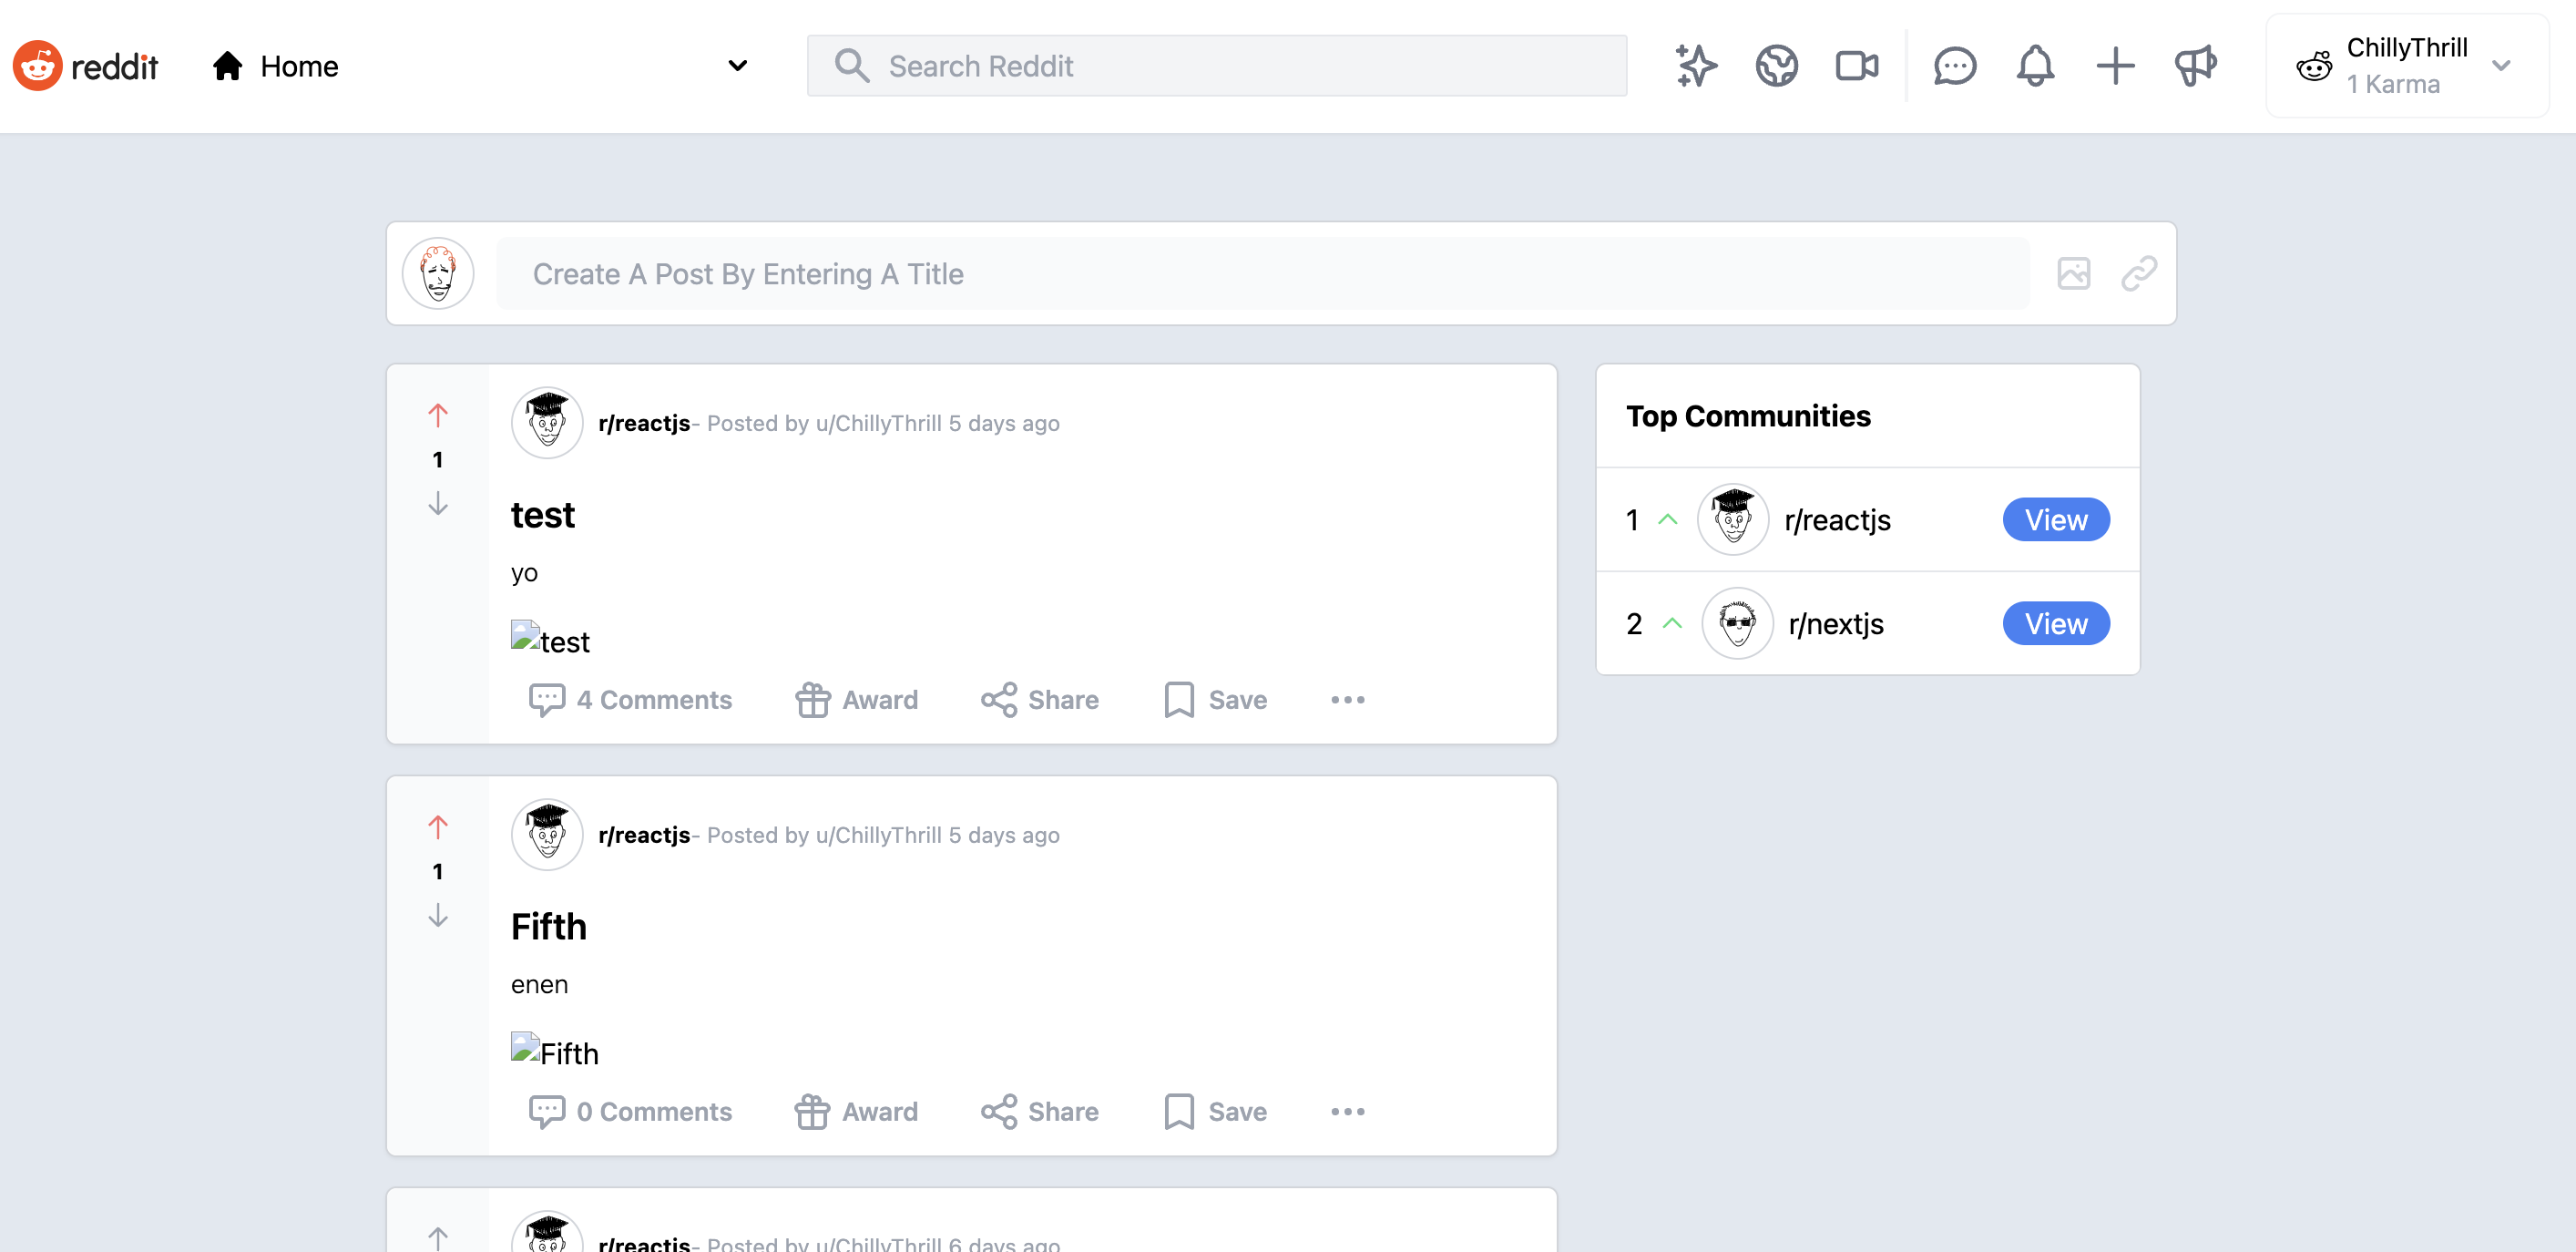 reddit Home Search Reddit ChillyThrill
1 Karma
Create A Post By Entering A Title
r/reactjs- Posted by u/ChillyThrill 5 days ago
1
test
yo
test
4 Comments Award Share Save
Top Communities
1 r/reactjs View
2 r/nextjs View
r/reactjs- Posted by u/ChillyThrill 5 days ago
1
Fifth
enen
Fifth
0 Comments Award Share Save
r/reactjs- Posted by u/ChillyThrill 6 days ago